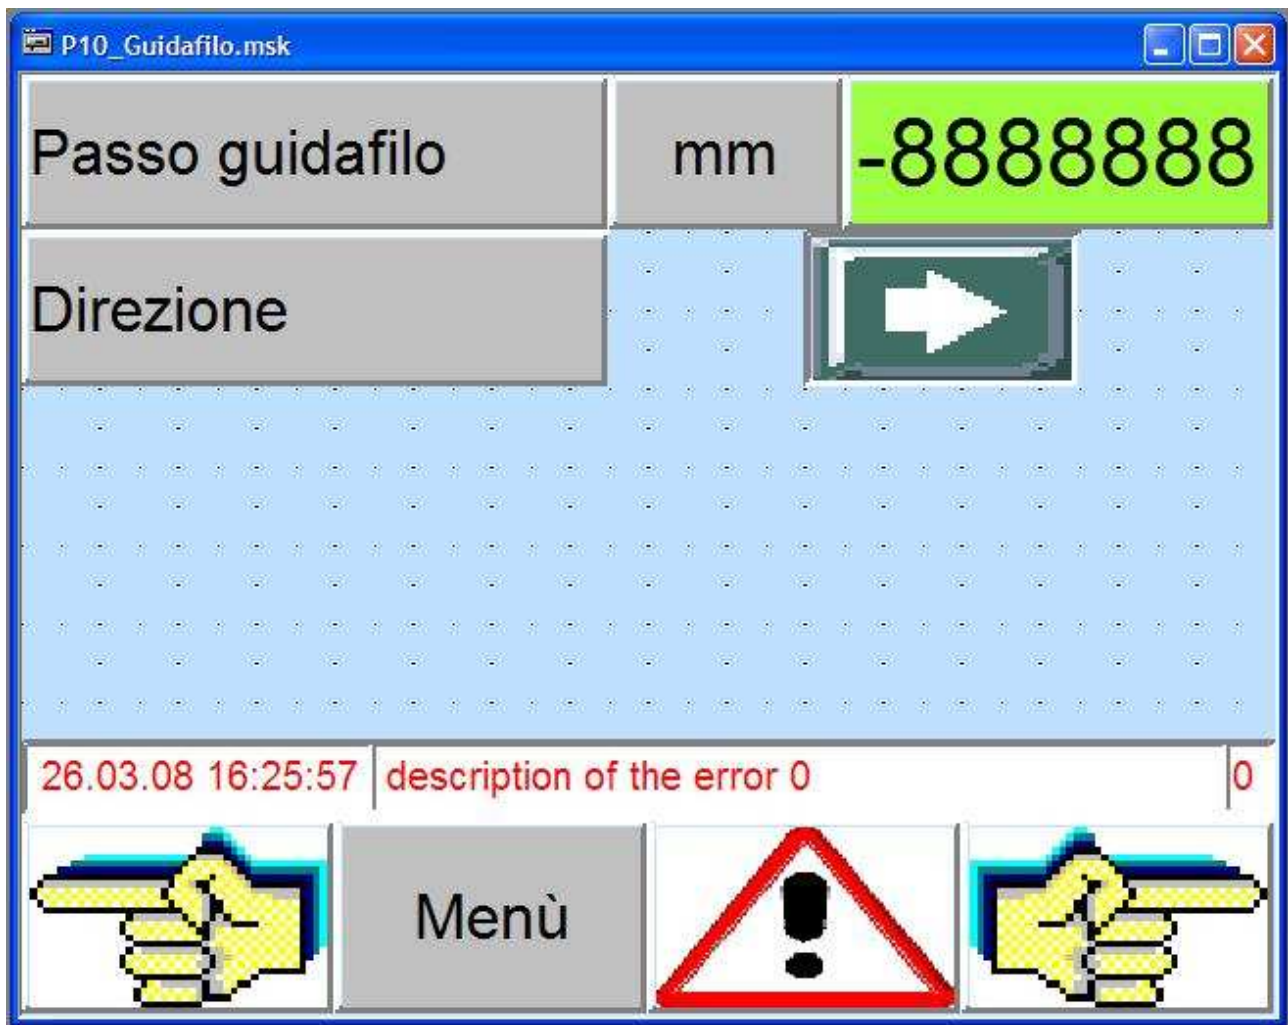 P10_Guidafilo.msk
Passo guidafilo mm -8888888
Direzione
26.03.08 16:25:57 description of the error 0 0
Menù